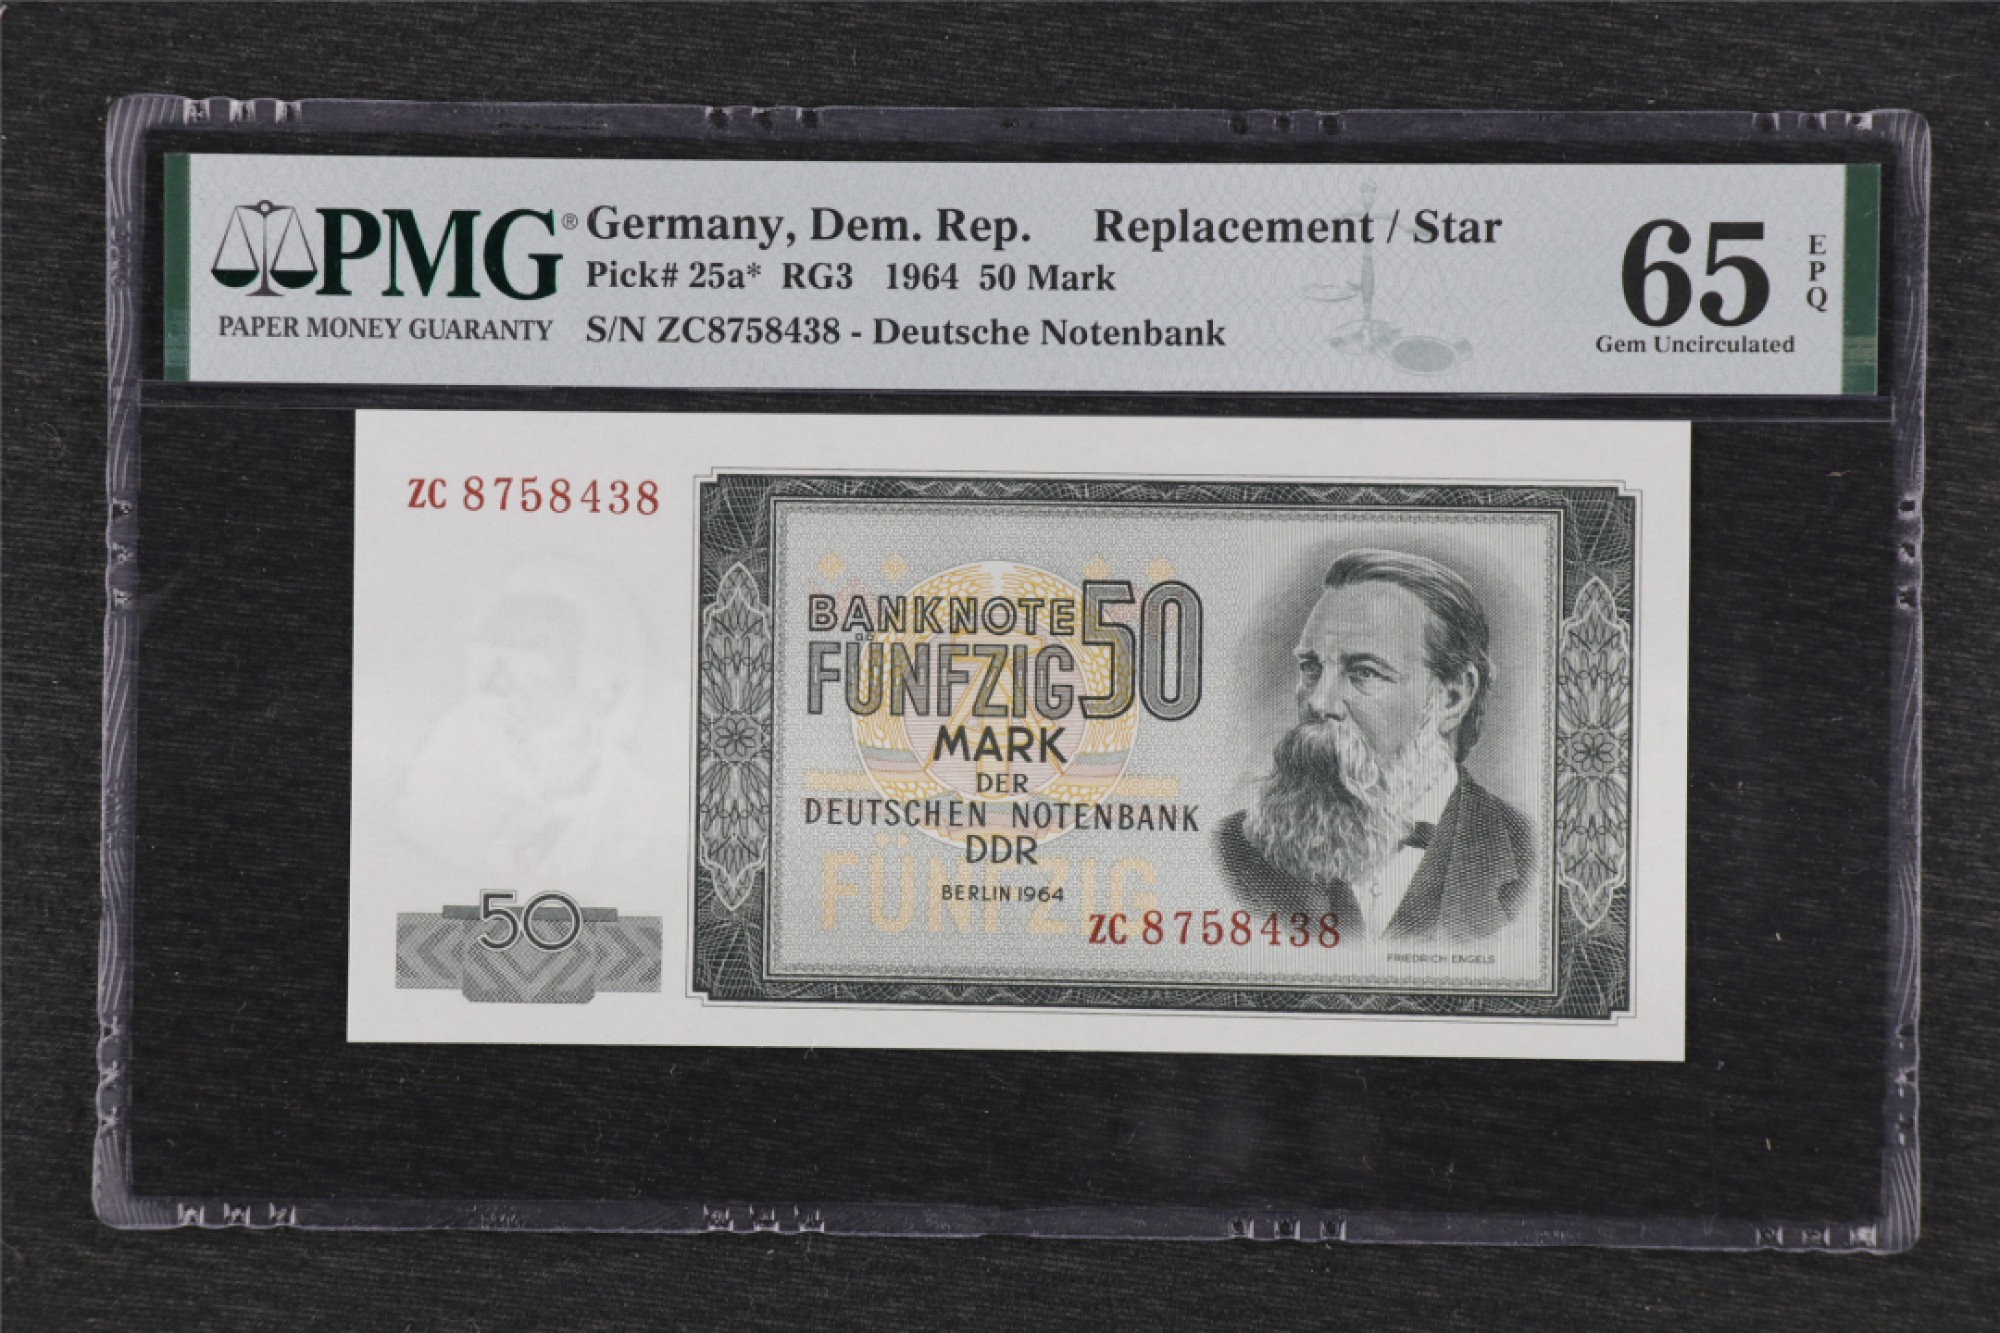 PMG®
PAPER MONEY GUARANTY
Germany, Dem. Rep. Replacement / Star
Pick# 25a* RG3 1964 50 Mark
S/N ZC8758438 - Deutsche Notenbank
65
EPQ
Gem Uncirculated
ZC 8758438
BANKNOTE
FÜNFZIG 50
MARK
DER
DEUTSCHEN NOTENBANK
DDR
FÜNFZIG
BERLIN 1964
ZC 8758438
FRIEDRICH ENGELS
50